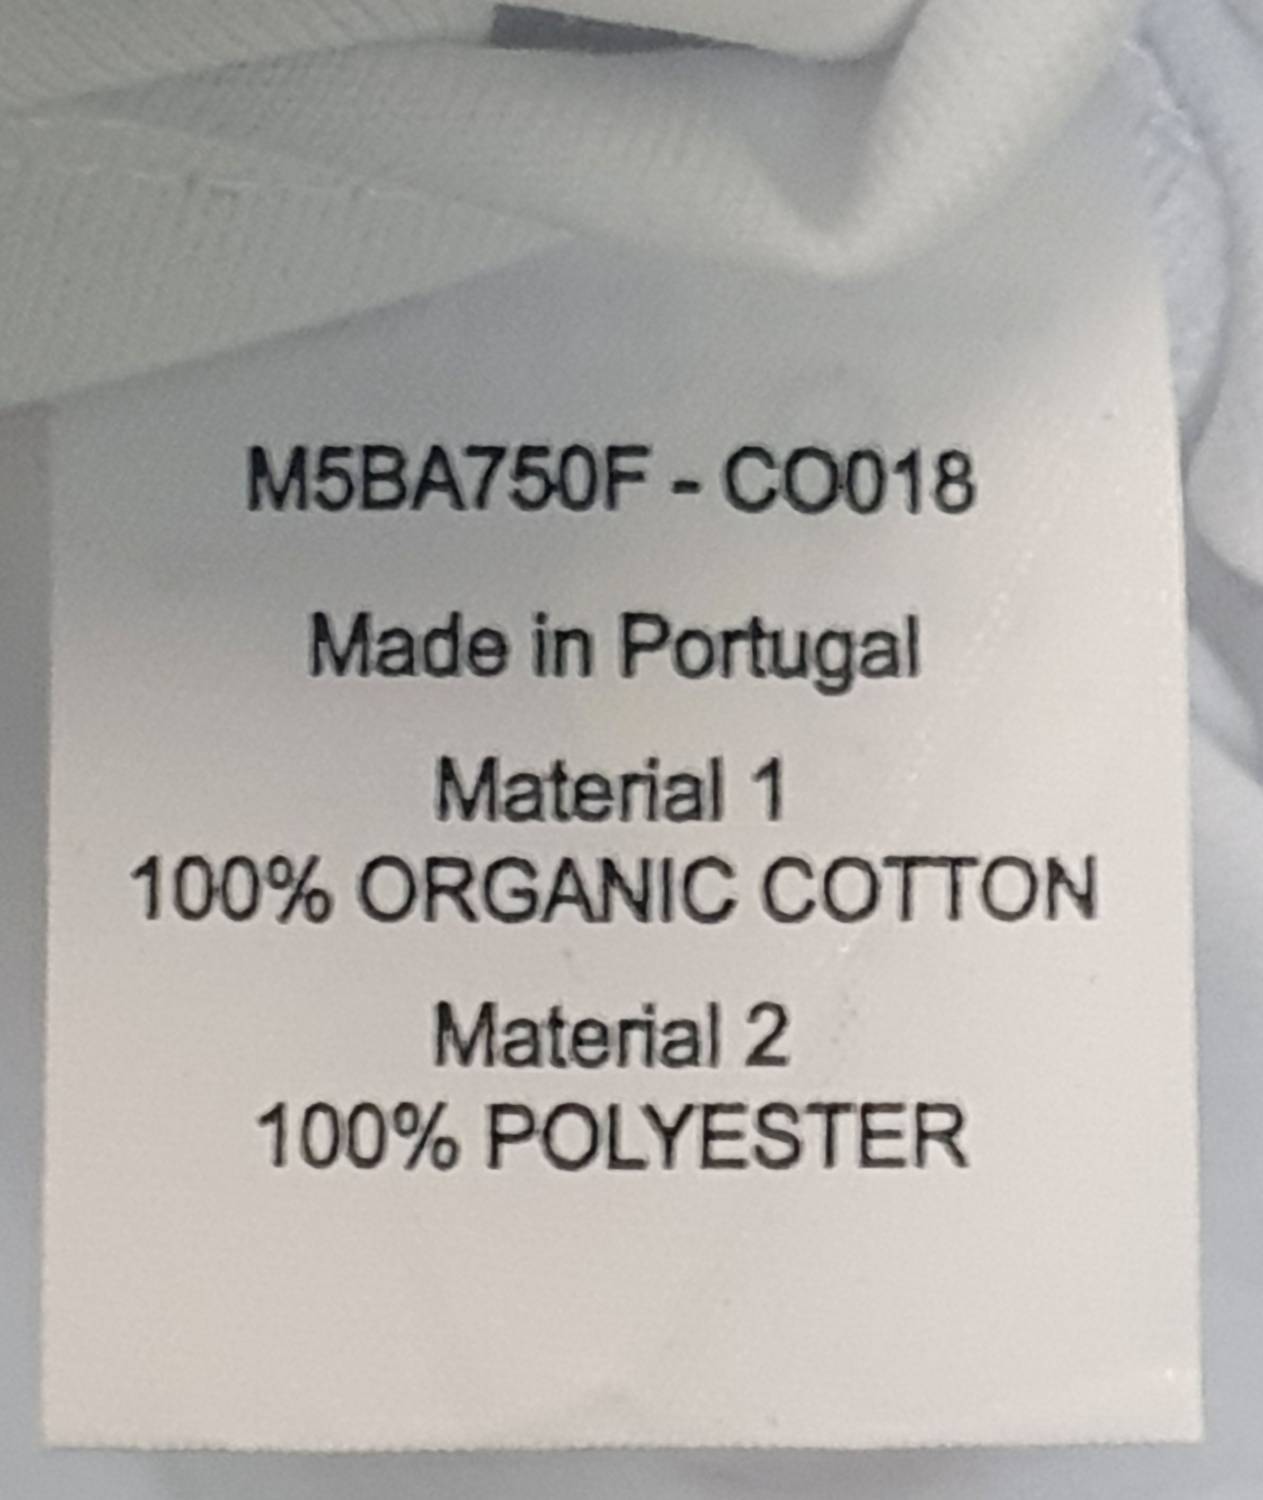 M5BA750F - CO018
Made in Portugal
Material 1
100% ORGANIC COTTON
Material 2
100% POLYESTER